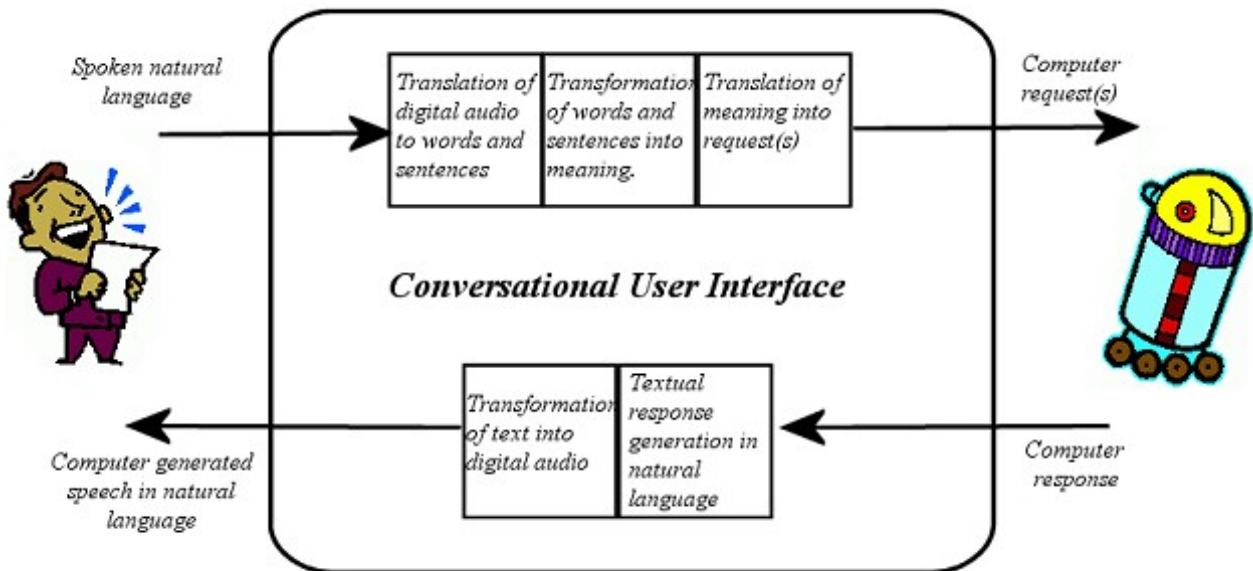 Spoken natural
language
Translation of
digital audio
to words and
sentences
Transformation
of words and
sentences into
meaning.
Translation of
meaning into
request(s)
Computer
request(s)
Conversational User Interface
Computer generated
speech in natural
language
Transformation
of text into
digital audio
Textual
response
generation in
natural
language
Computer
response